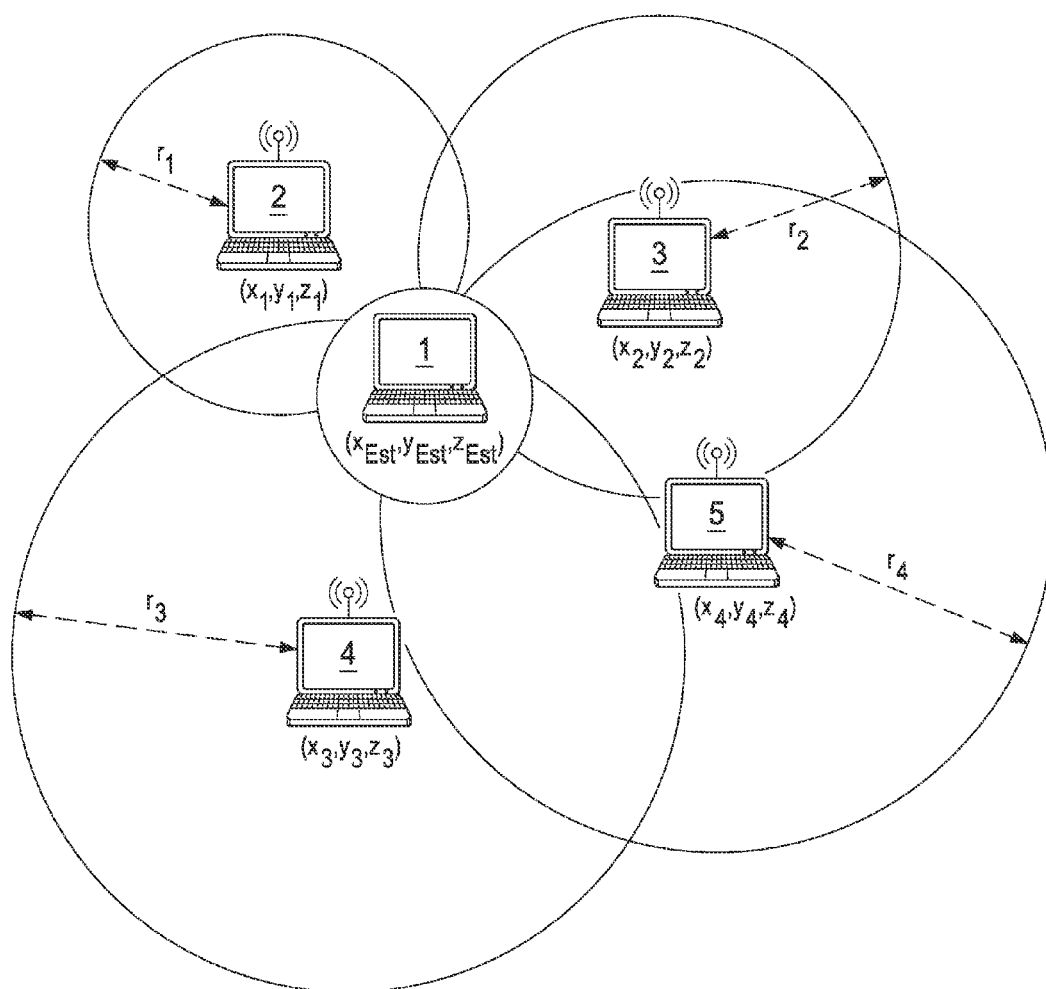 r1
2
(x1,y1,z1)
3
r2
(x2,y2,z2)
1
(xEst,yEst,zEst)
5
r4
(x4,y4,z4)
r3
4
(x3,y3,z3)